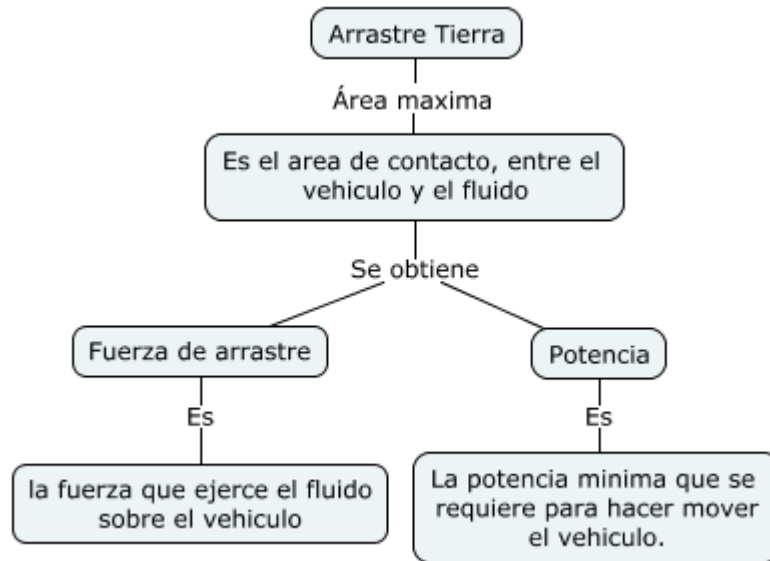 Arrastre Tierra
Área maxima
Es el area de contacto, entre el
vehiculo y el fluido
Se obtiene
Fuerza de arrastre
Potencia
Es
Es
la fuerza que ejerce el fluido
sobre el vehiculo
La potencia minima que se
requiere para hacer mover
el vehiculo.